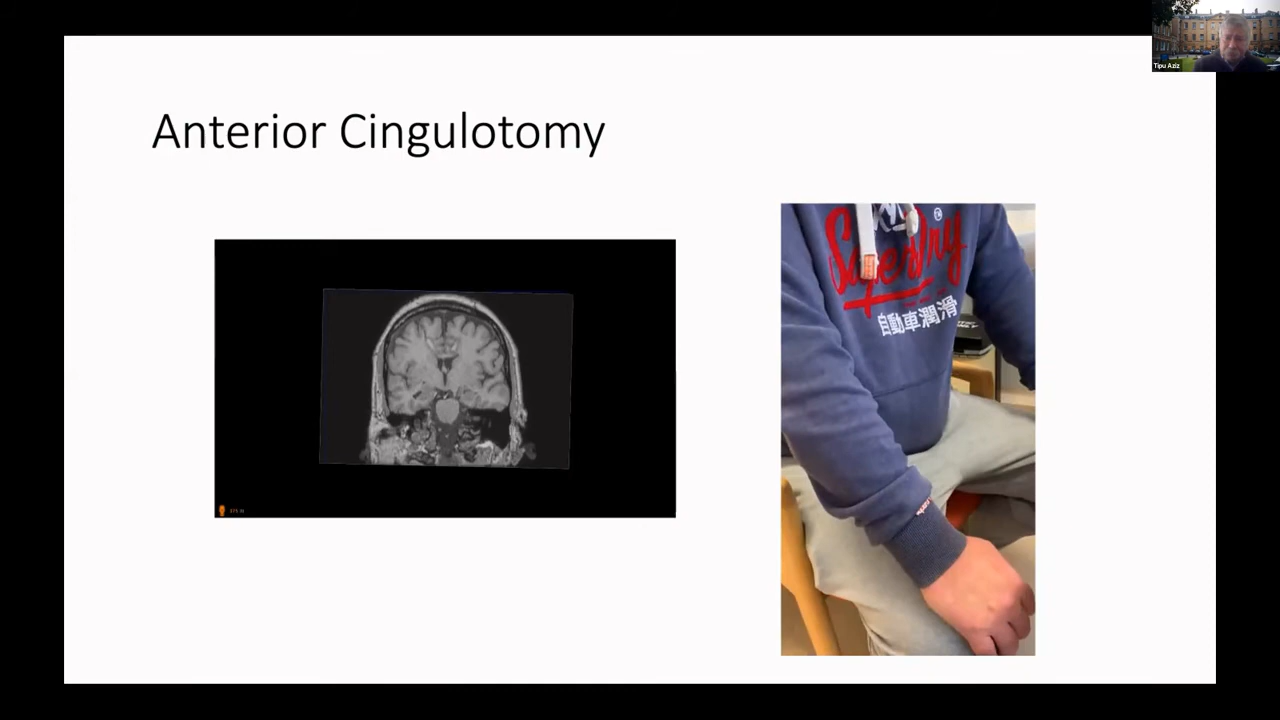 Tipu Aziz
Anterior Cingulotomy
®
SuperDry
自動車潤滑